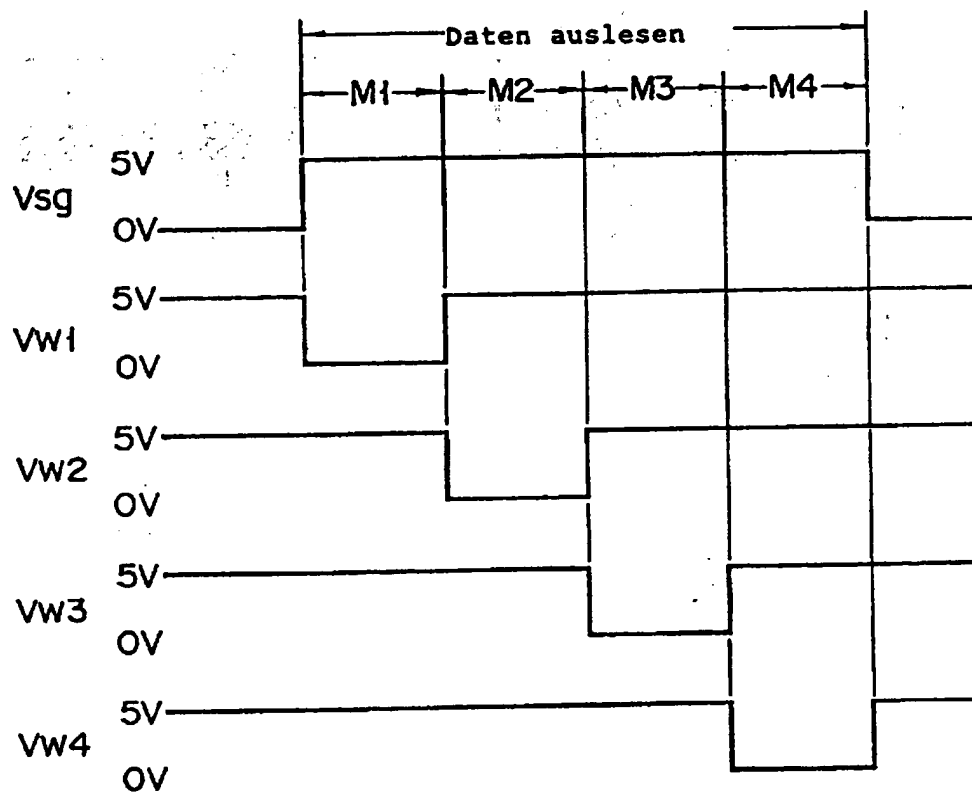 Daten auslesen
M1 M2 M3 M4
5V
Vsg
0V
5V
VW1
0V
5V
VW2
0V
5V
VW3
0V
5V
VW4
0V